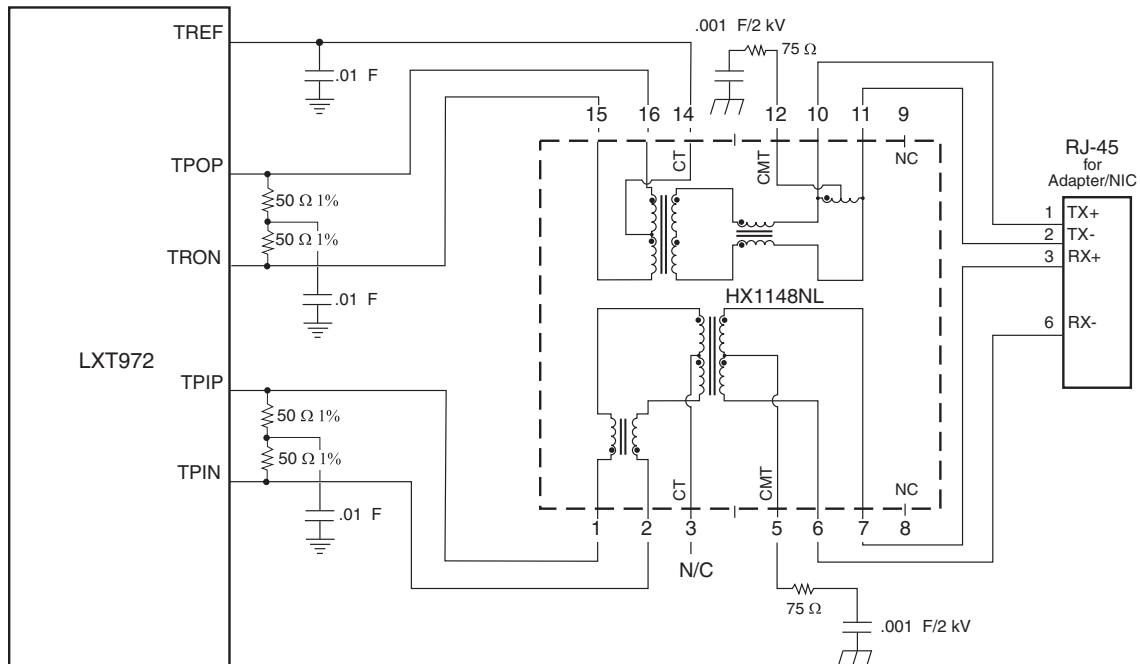 TREF
.01 F
.001 F/2 kV
75 Ω
15 16 14 12 10 11 9
CT
CMT
NC
RJ-45
for
Adapter/NIC
TPOP
50 Ω 1%
50 Ω 1%
TRON
.01 F
1 TX+
2 TX-
3 RX+
6 RX-
HX1148NL
LXT972
TPIP
50 Ω 1%
50 Ω 1%
TPIN
.01 F
CT
CMT
NC
1 2 3 5 6 7 8
N/C
75 Ω
.001 F/2 kV